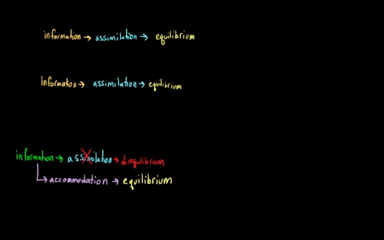 information → assimilation → equilibrium
information → assimilation → equilibrium
information → assimilation → disequilibrium
→ accommodation → equilibrium